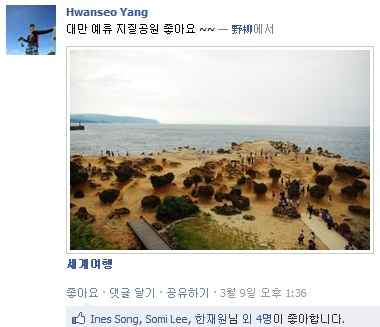 Hwanseo Yang
대만 예류 지질공원 좋아요 ~~ — 野柳에서
세계여행
좋아요 · 댓글 달기 · 공유하기 · 3월 9일 오후 1:36
Ines Song, Somi Lee, 한재원님 외 4명이 좋아합니다.